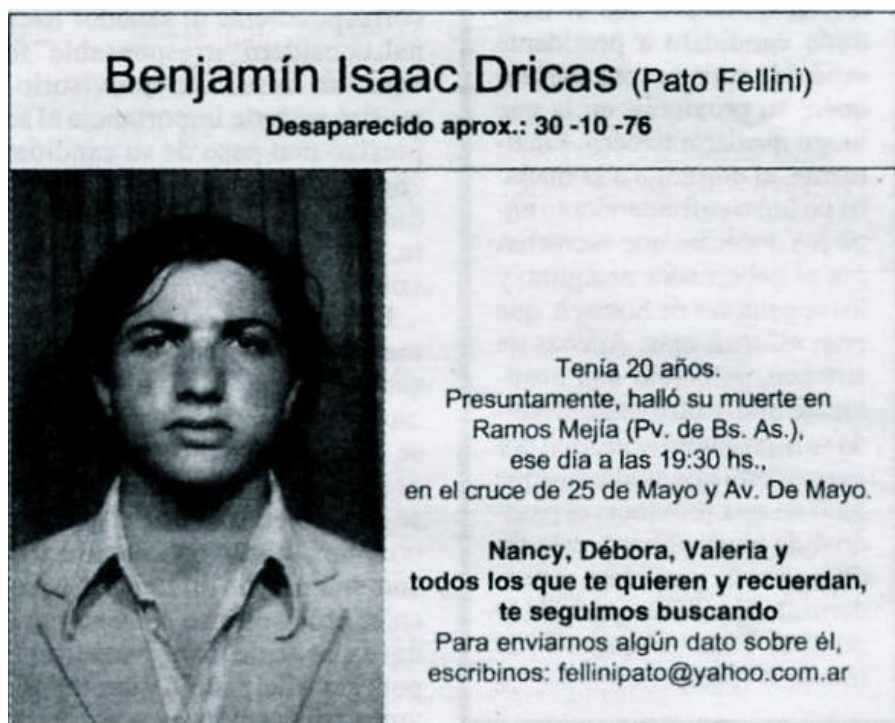 Benjamín Isaac Dricas (Pato Fellini)
Desaparecido aprox.: 30 -10 -76
Tenía 20 años.
Presuntamente, halló su muerte en
Ramos Mejía (Pv. de Bs. As.),
ese día a las 19:30 hs.,
en el cruce de 25 de Mayo y Av. De Mayo.
Nancy, Débora, Valeria y
todos los que te quieren y recuerdan,
te seguimos buscando
Para enviarnos algún dato sobre él,
escribinos: fellinipato@yahoo.com.ar